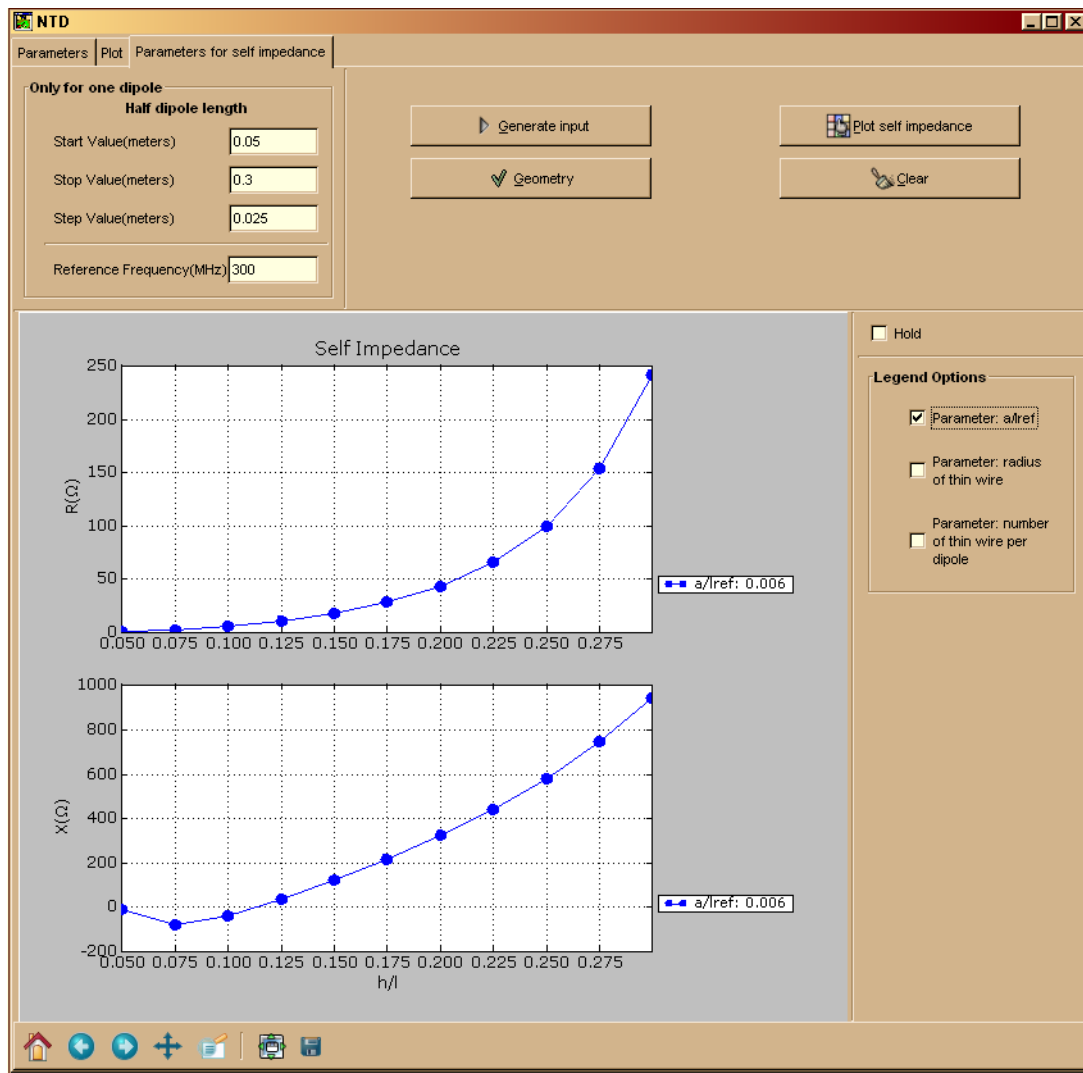 NTD
Parameters Plot Parameters for self impedance
Only for one dipole
Half dipole length
Start Value(meters) 0.05
Stop Value(meters) 0.3
Step Value(meters) 0.025
Reference Frequency(MHz) 300
Generate input
Plot self impedance
Geometry
Clear
Self Impedance
250
200
150
100
50
0
R(Ω)
0.050 0.075 0.100 0.125 0.150 0.175 0.200 0.225 0.250 0.275
a/lref: 0.006
1000
800
600
400
200
0
-200
X(Ω)
0.050 0.075 0.100 0.125 0.150 0.175 0.200 0.225 0.250 0.275
h/l
a/lref: 0.006
Hold
Legend Options
Parameter: a/lref
Parameter: radius
of thin wire
Parameter: number
of thin wire per
dipole